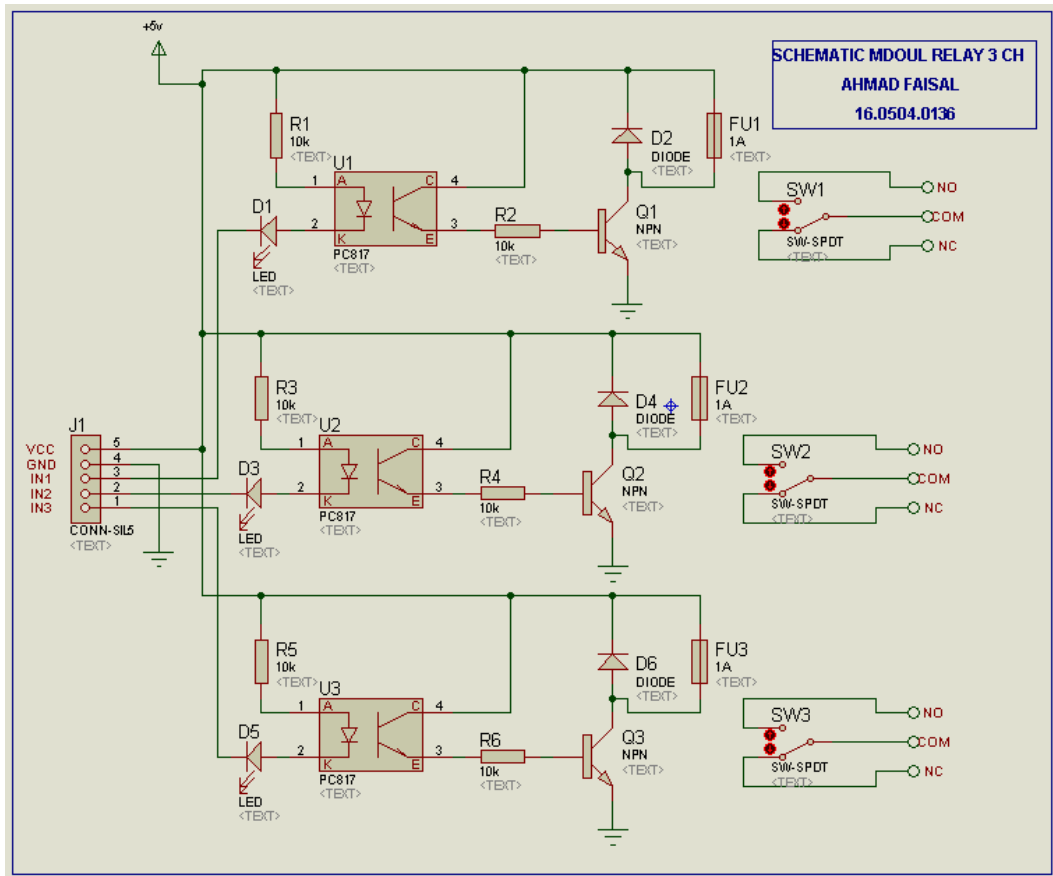 +5v
SCHEMATIC MDOUL RELAY 3 CH
AHMAD FAISAL
16.0504.0136
R1
10k
<TEXT>
U1
1
A
C
4
2
K
E
3
PC817
<TEXT>
D1
LED
<TEXT>
R2
10k
<TEXT>
D2
DIODE
<TEXT>
FU1
1A
<TEXT>
Q1
NPN
<TEXT>
SW1
SW-SPDT
<TEXT>
NO
COM
NC
R3
10k
<TEXT>
U2
1
A
C
4
2
K
E
3
PC817
<TEXT>
D3
LED
<TEXT>
R4
10k
<TEXT>
D4
DIODE
<TEXT>
FU2
1A
<TEXT>
Q2
NPN
<TEXT>
SW2
SW-SPDT
<TEXT>
NO
COM
NC
J1
VCC 5
GND 4
IN1 3
IN2 2
IN3 1
CONN-SIL5
<TEXT>
R5
10k
<TEXT>
U3
1
A
C
4
2
K
E
3
PC817
<TEXT>
D5
LED
<TEXT>
R6
10k
<TEXT>
D6
DIODE
<TEXT>
FU3
1A
<TEXT>
Q3
NPN
<TEXT>
SW3
SW-SPDT
<TEXT>
NO
COM
NC